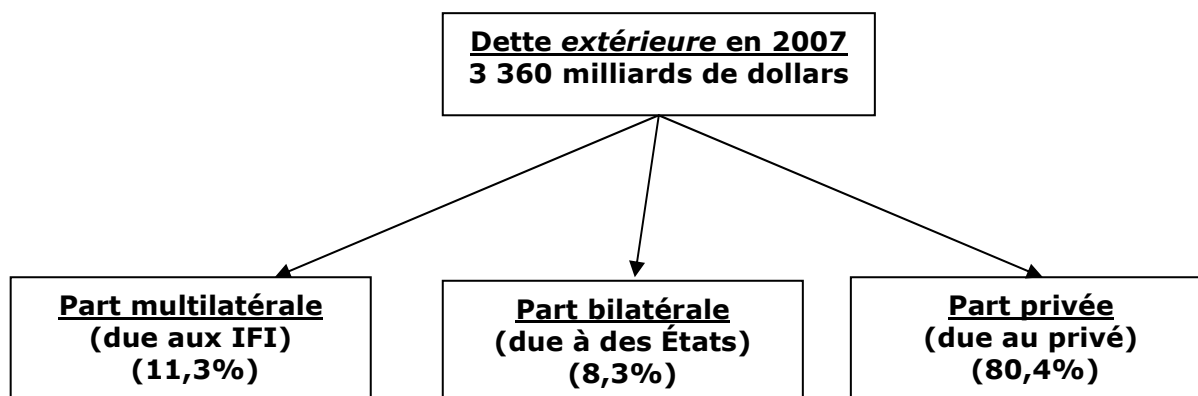 Dette extérieure en 2007
3 360 milliards de dollars
Part multilatérale
(due aux IFI)
(11,3%)
Part bilatérale
(due à des États)
(8,3%)
Part privée
(due au privé)
(80,4%)